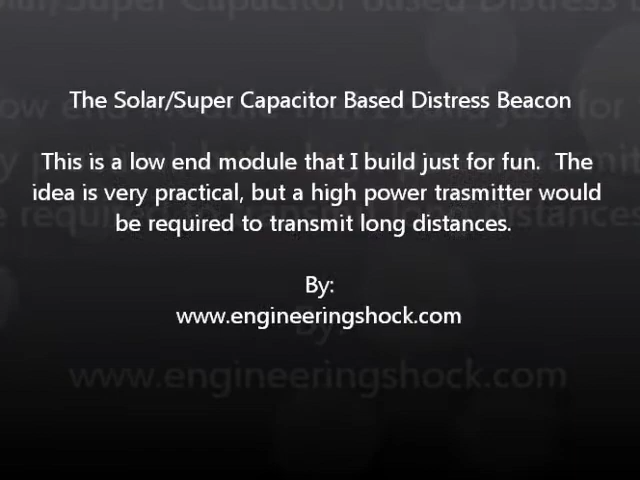 The Solar/Super Capacitor Based Distress Beacon
This is a low end module that I build just for fun.  The
idea is very practical, but a high power trasmitter would
be required to transmit long distances.
By:
www.engineeringshock.com